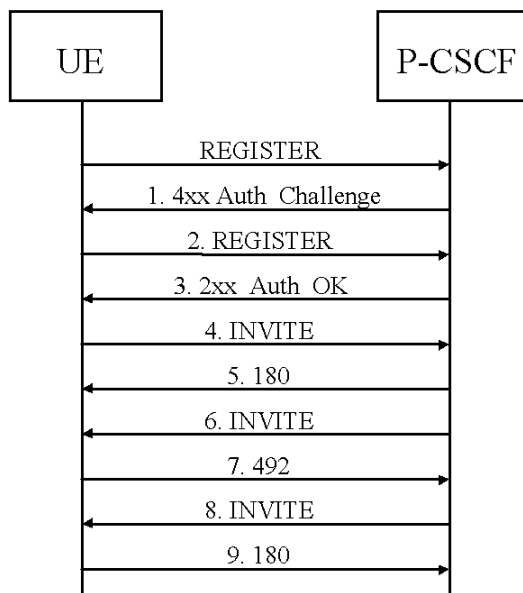 UE
P-CSCF
REGISTER
1. 4xx Auth Challenge
2. REGISTER
3. 2xx Auth OK
4. INVITE
5. 180
6. INVITE
7. 492
8. INVITE
9. 180